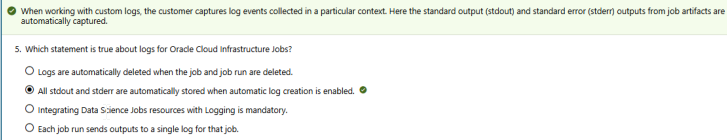 When working with custom logs, the customer captures log events collected in a particular context. Here the standard output (stdout) and standard error (stderr) outputs from job artifacts are
automatically captured.
5. Which statement is true about logs for Oracle Cloud Infrastructure Jobs?
Logs are automatically deleted when the job and job run are deleted.
All stdout and stderr are automatically stored when automatic log creation is enabled.
Integrating Data Science Jobs resources with Logging is mandatory.
Each job run sends outputs to a single log for that job.